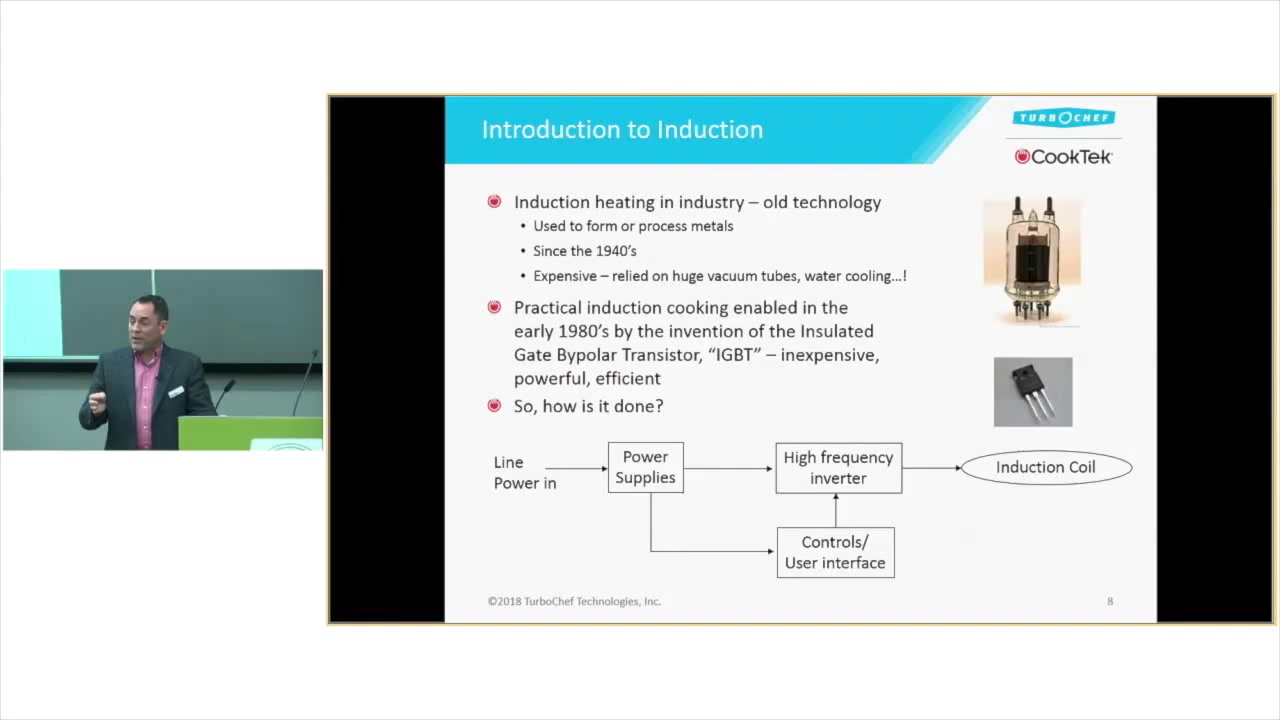 Introduction to Induction
TURBOCHEF
CookTek
Induction heating in industry – old technology
• Used to form or process metals
• Since the 1940's
• Expensive – relied on huge vacuum tubes, water cooling…!
Practical induction cooking enabled in the
early 1980's by the invention of the Insulated
Gate Bypolar Transistor, “IGBT” – inexpensive,
powerful, efficient
So, how is it done?
Line
Power in
Power
Supplies
High frequency
inverter
Induction Coil
Controls/
User interface
©2018 TurboChef Technologies, Inc.
8